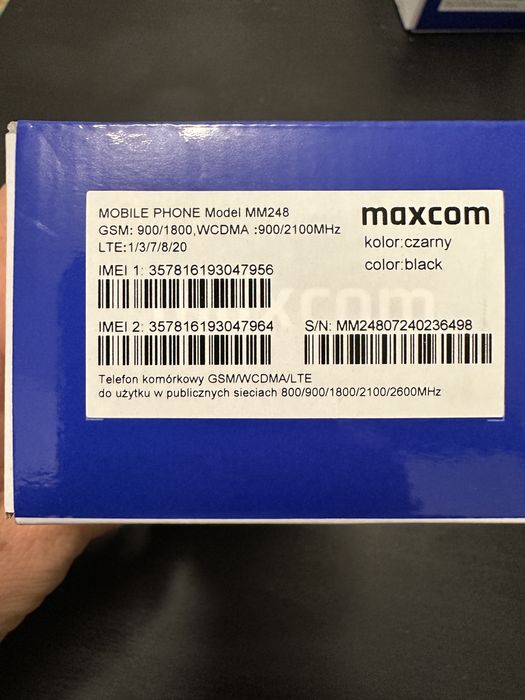 MOBILE PHONE Model MM248
maxcom
GSM: 900/1800,WCDMA :900/2100MHz
LTE:1/3/7/8/20
kolor:czarny
color:black
IMEI 1: 357816193047956
maxcom
IMEI 2: 357816193047964
S/N: MM24807240236498
Telefon komórkowy GSM/WCDMA/LTE
do użytku w publicznych sieciach 800/900/1800/2100/2600MHz